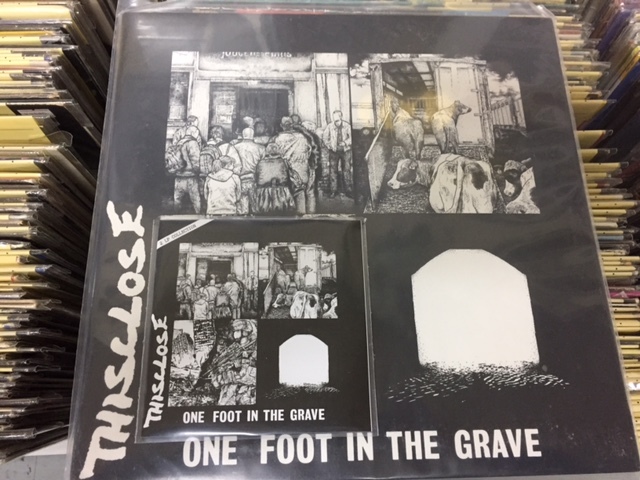 THISCLOSE
THISCLOSE
ONE FOOT IN THE GRAVE
ONE FOOT IN THE GRAVE